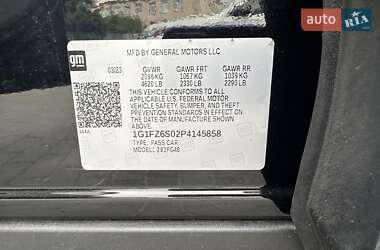 auto RIA
gm
MFD BY GENERAL MOTORS LLC
03/23 GVWR GAWR FRT GAWR RR
2096 KG 1057 KG 1039 KG
4620 LB 2330 LB 2290 LB
THIS VEHICLE CONFORMS TO ALL
APPLICABLE U.S. FEDERAL MOTOR
VEHICLE SAFETY, BUMPER, AND THEFT
PREVENTION STANDARDS IN EFFECT ON
THE DATE OF MANUFACTURE SHOWN ABOVE.
1G1FZ6S02P4145858
TYPE: PASS CAR
MODEL: 281FG48